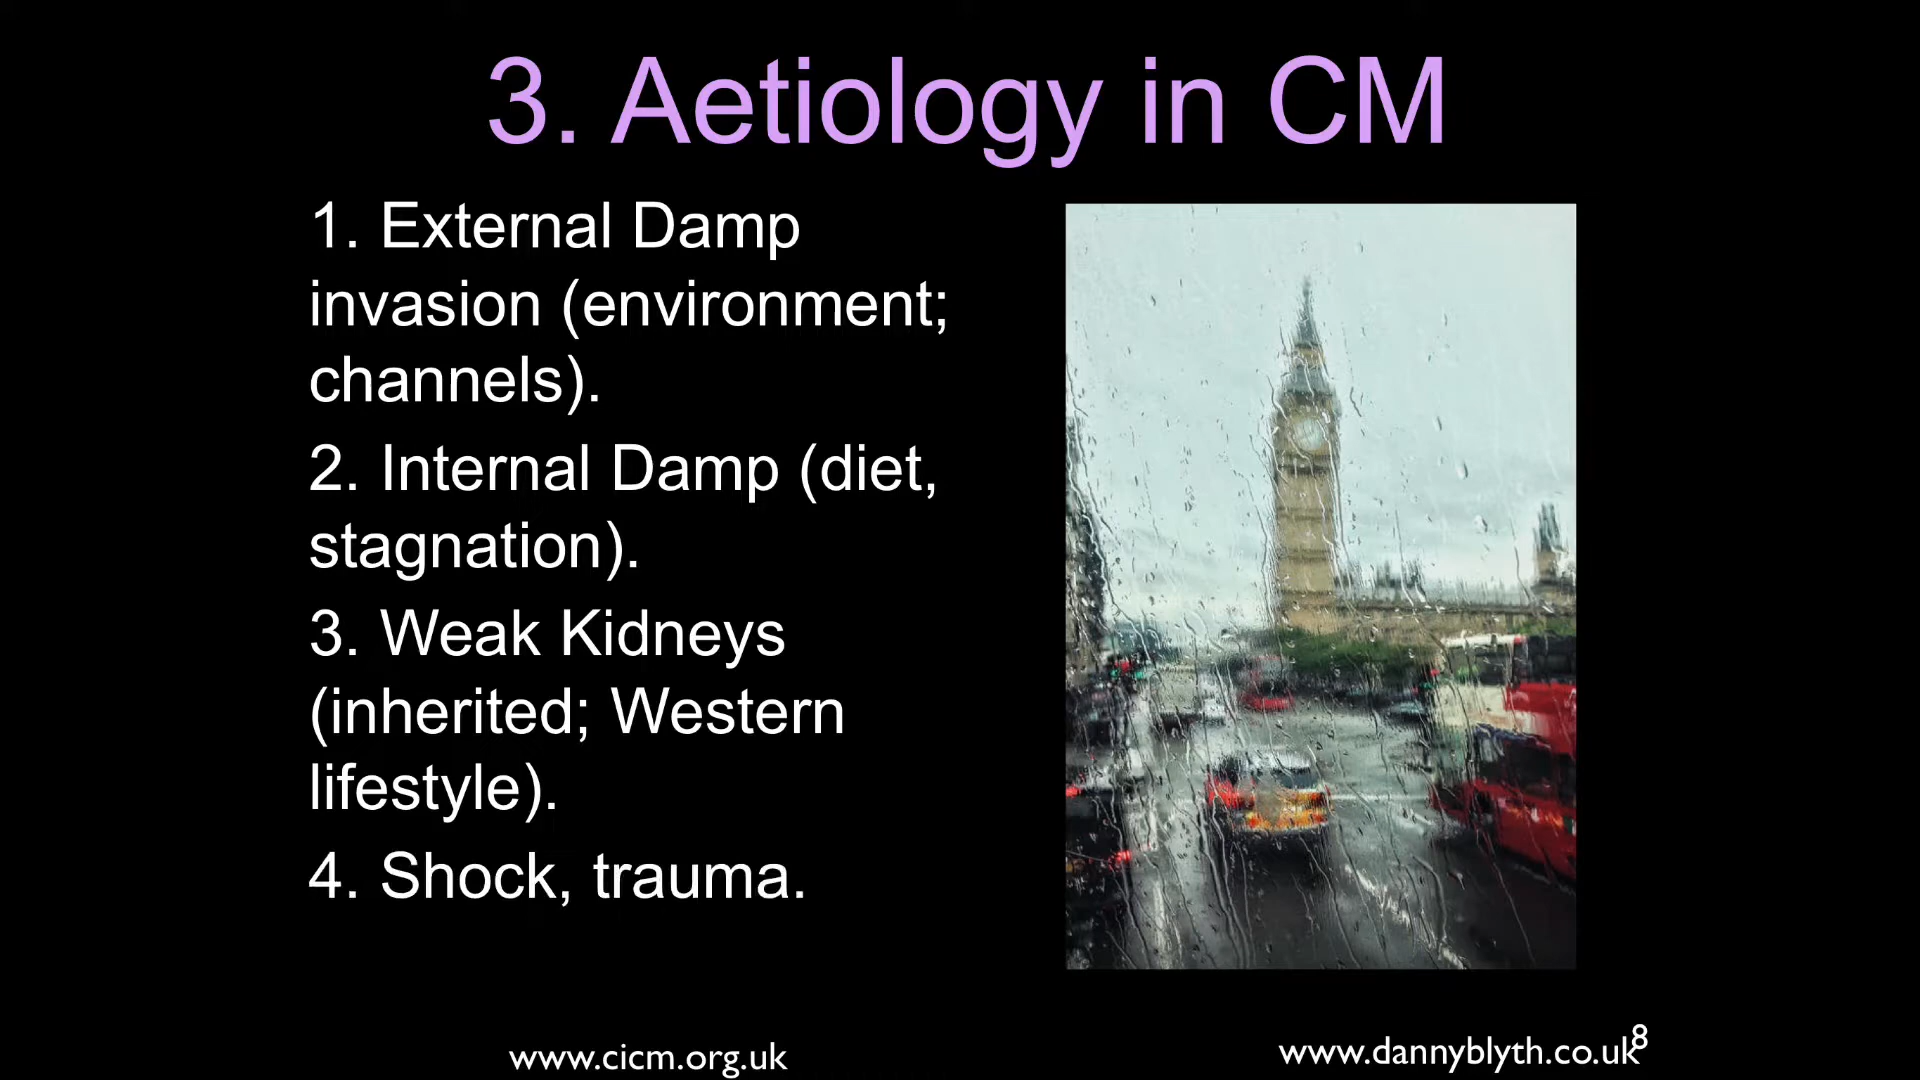 3. Aetiology in CM
1. External Damp
invasion (environment;
channels).
2. Internal Damp (diet,
stagnation).
3. Weak Kidneys
(inherited; Western
lifestyle).
4. Shock, trauma.
www.cicm.org.uk
www.dannyblyth.co.uk
8